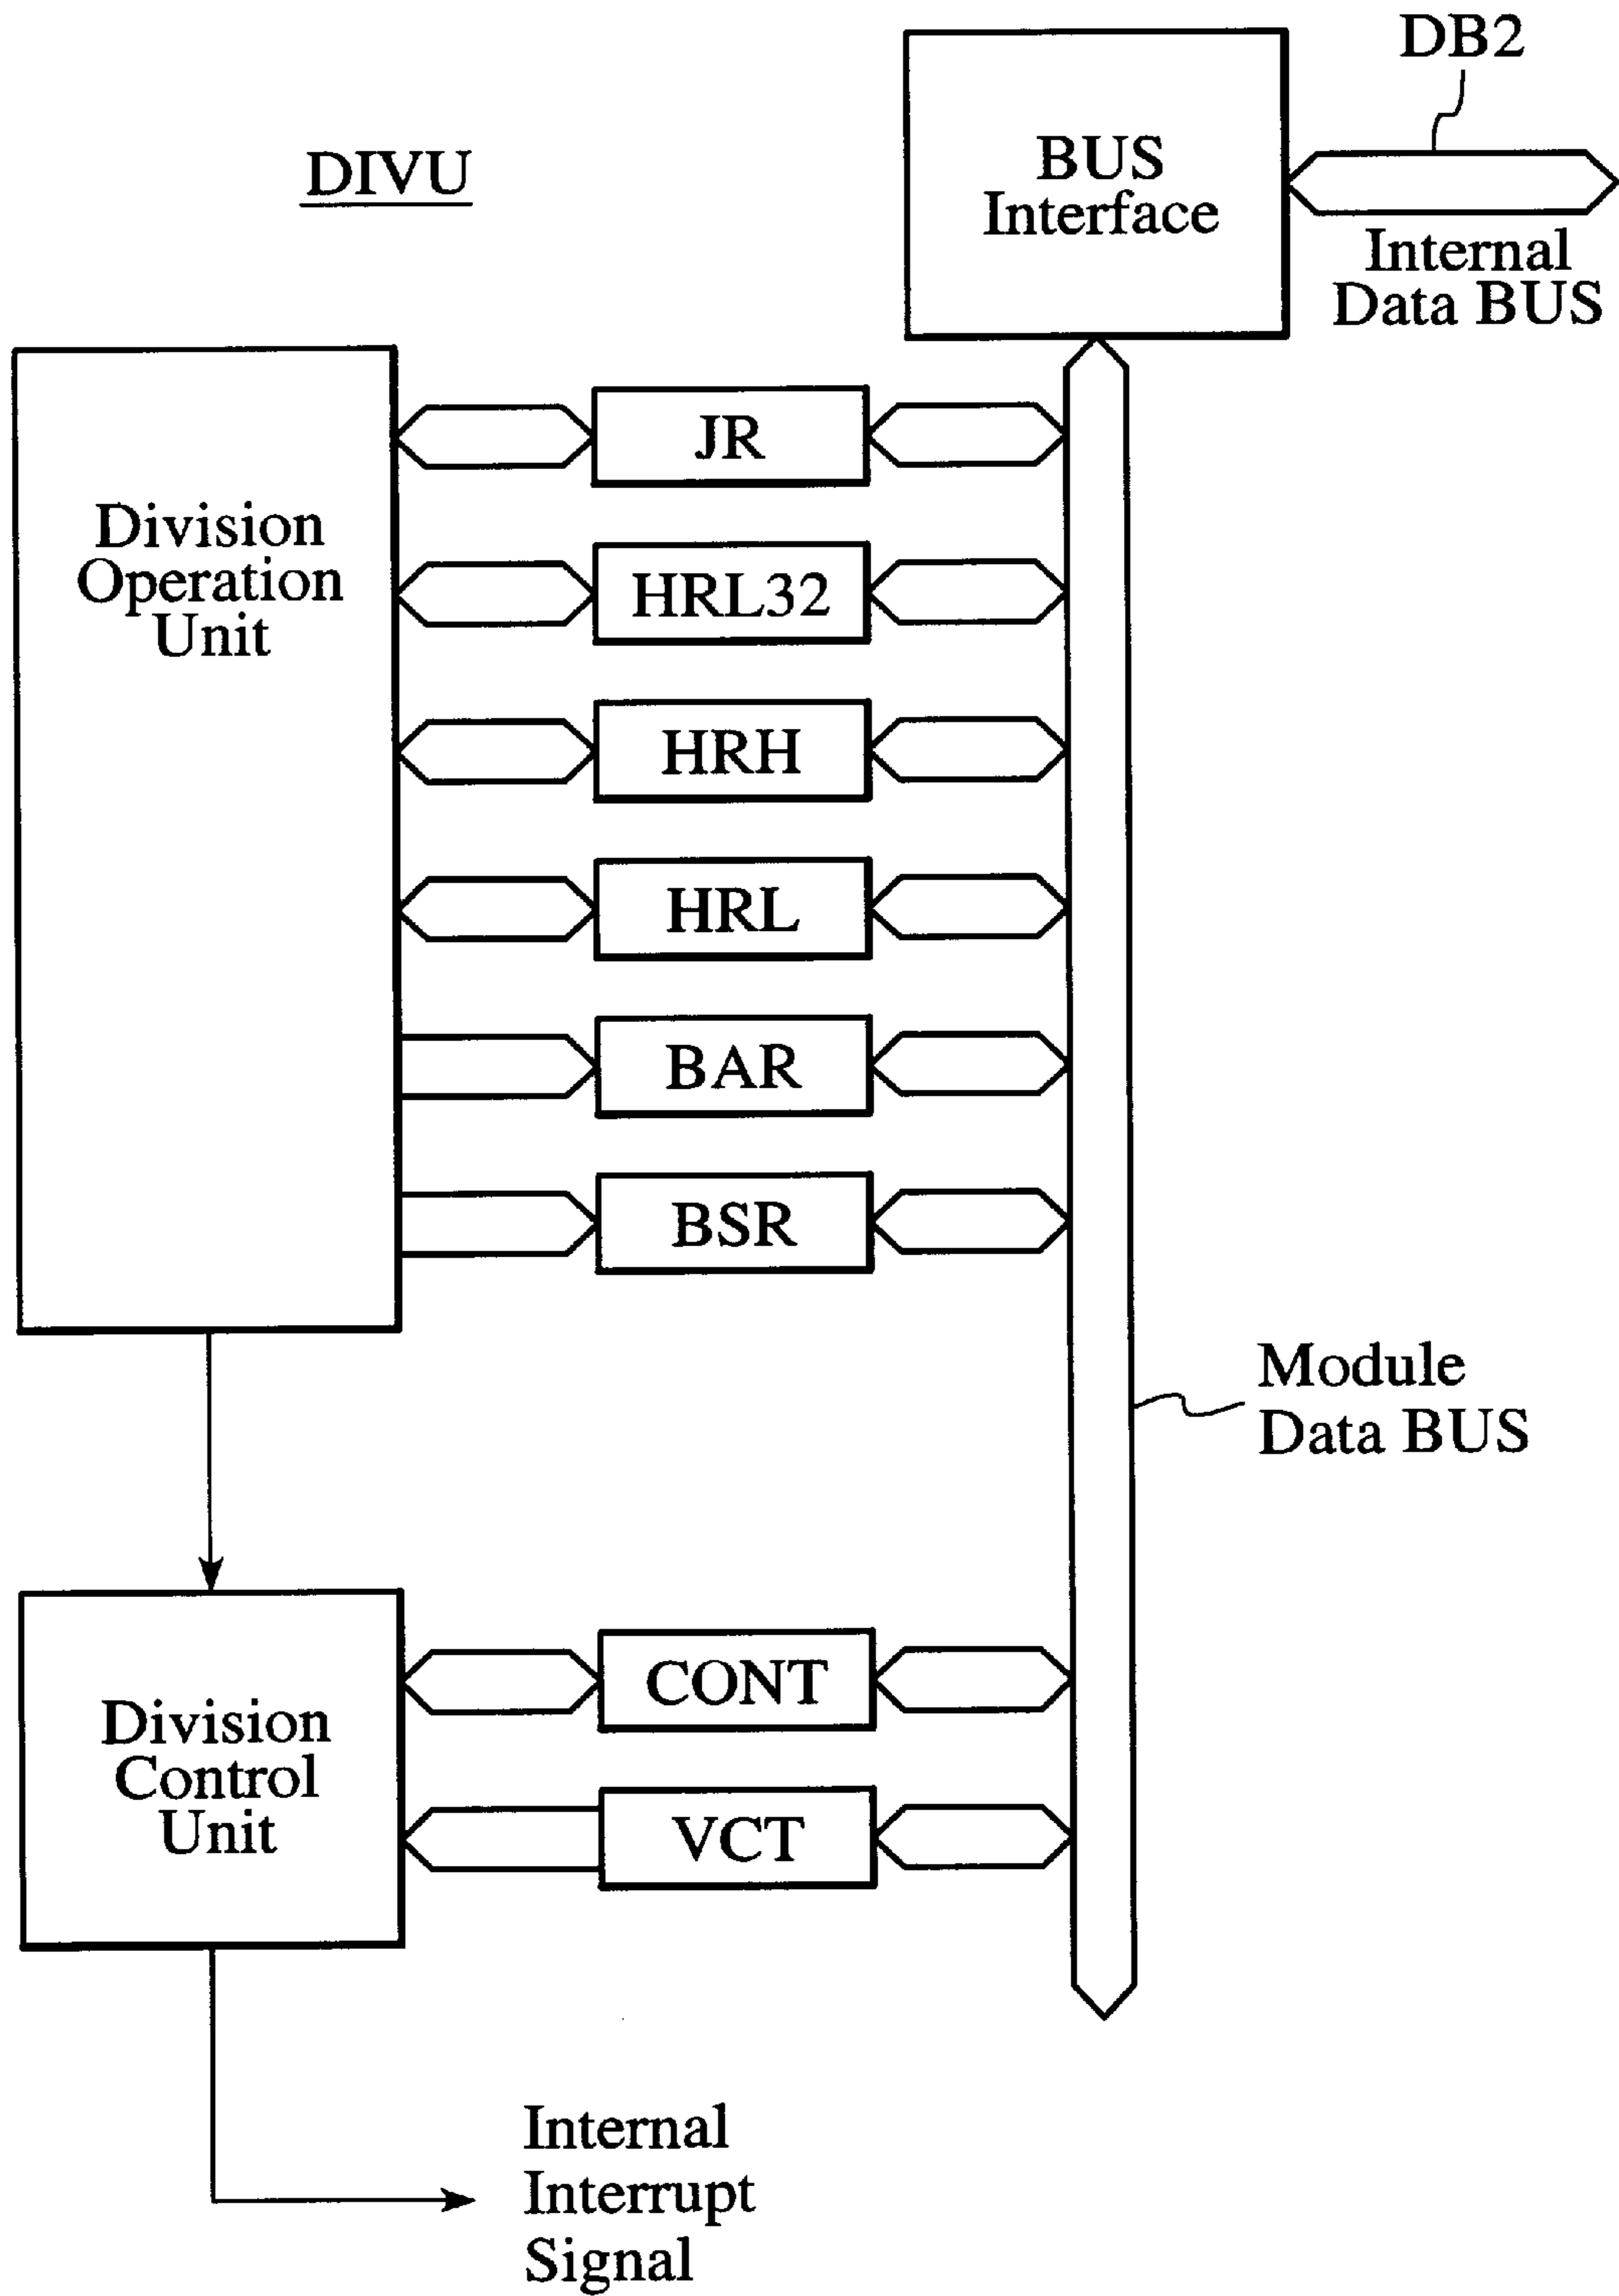 DB2
DIVU
BUS
Interface
Internal
Data BUS
Division
Operation
Unit
JR
HRL32
HRH
HRL
BAR
BSR
Module
Data BUS
Division
Control
Unit
CONT
VCT
Internal
Interrupt
Signal